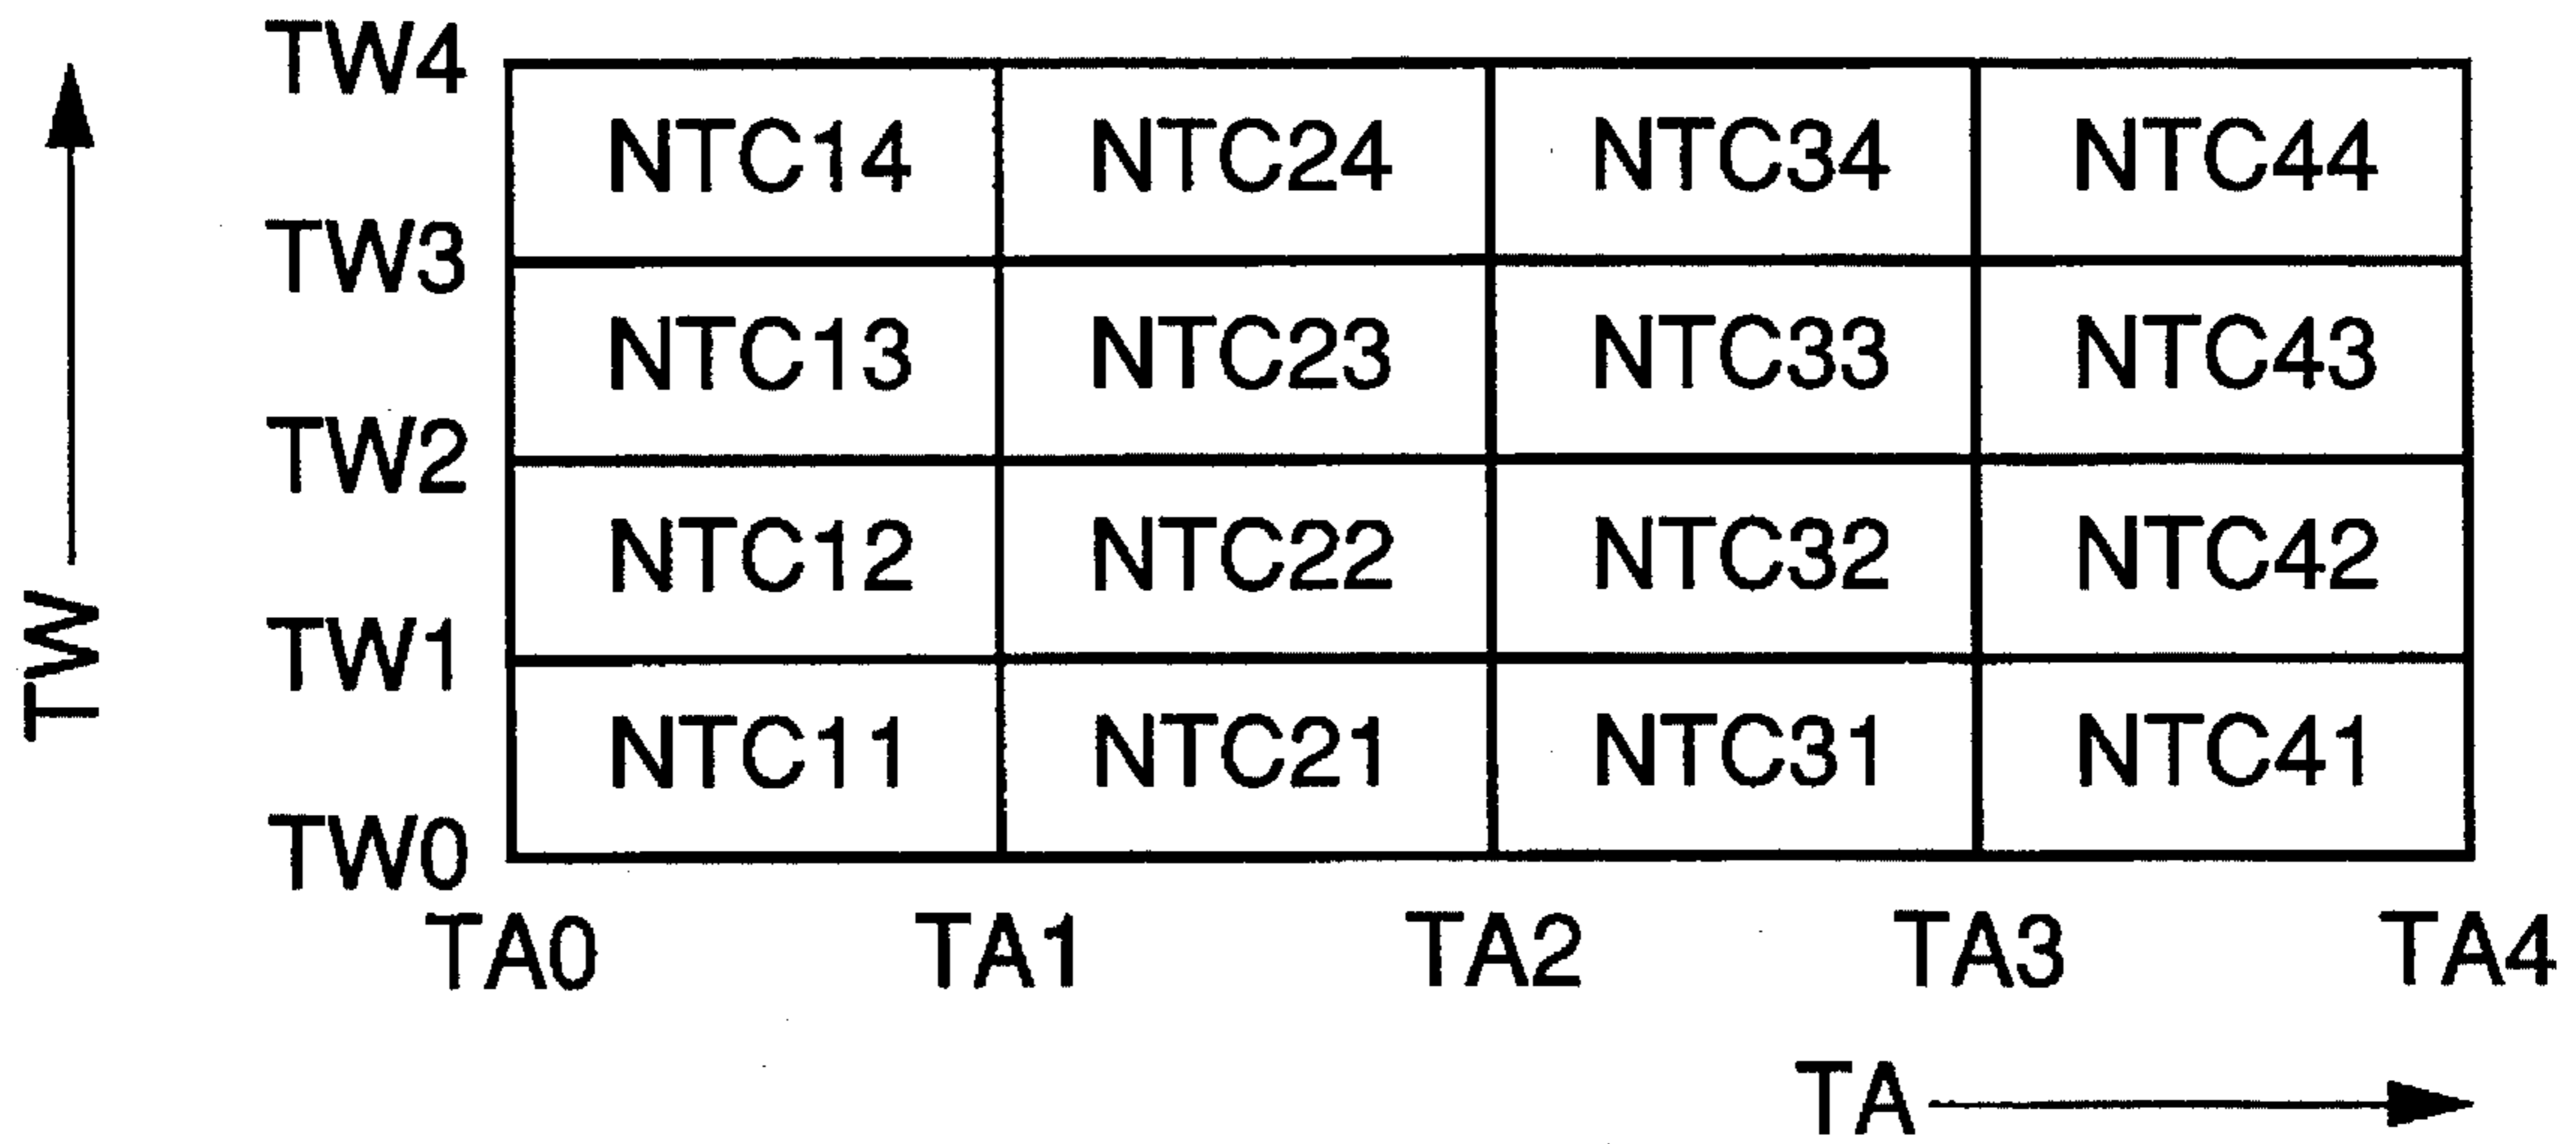 TW4
NTC14 NTC24 NTC34 NTC44
TW3
NTC13 NTC23 NTC33 NTC43
TW2
NTC12 NTC22 NTC32 NTC42
TW1
NTC11 NTC21 NTC31 NTC41
TW0
TW
TA0 TA1 TA2 TA3 TA4
TA